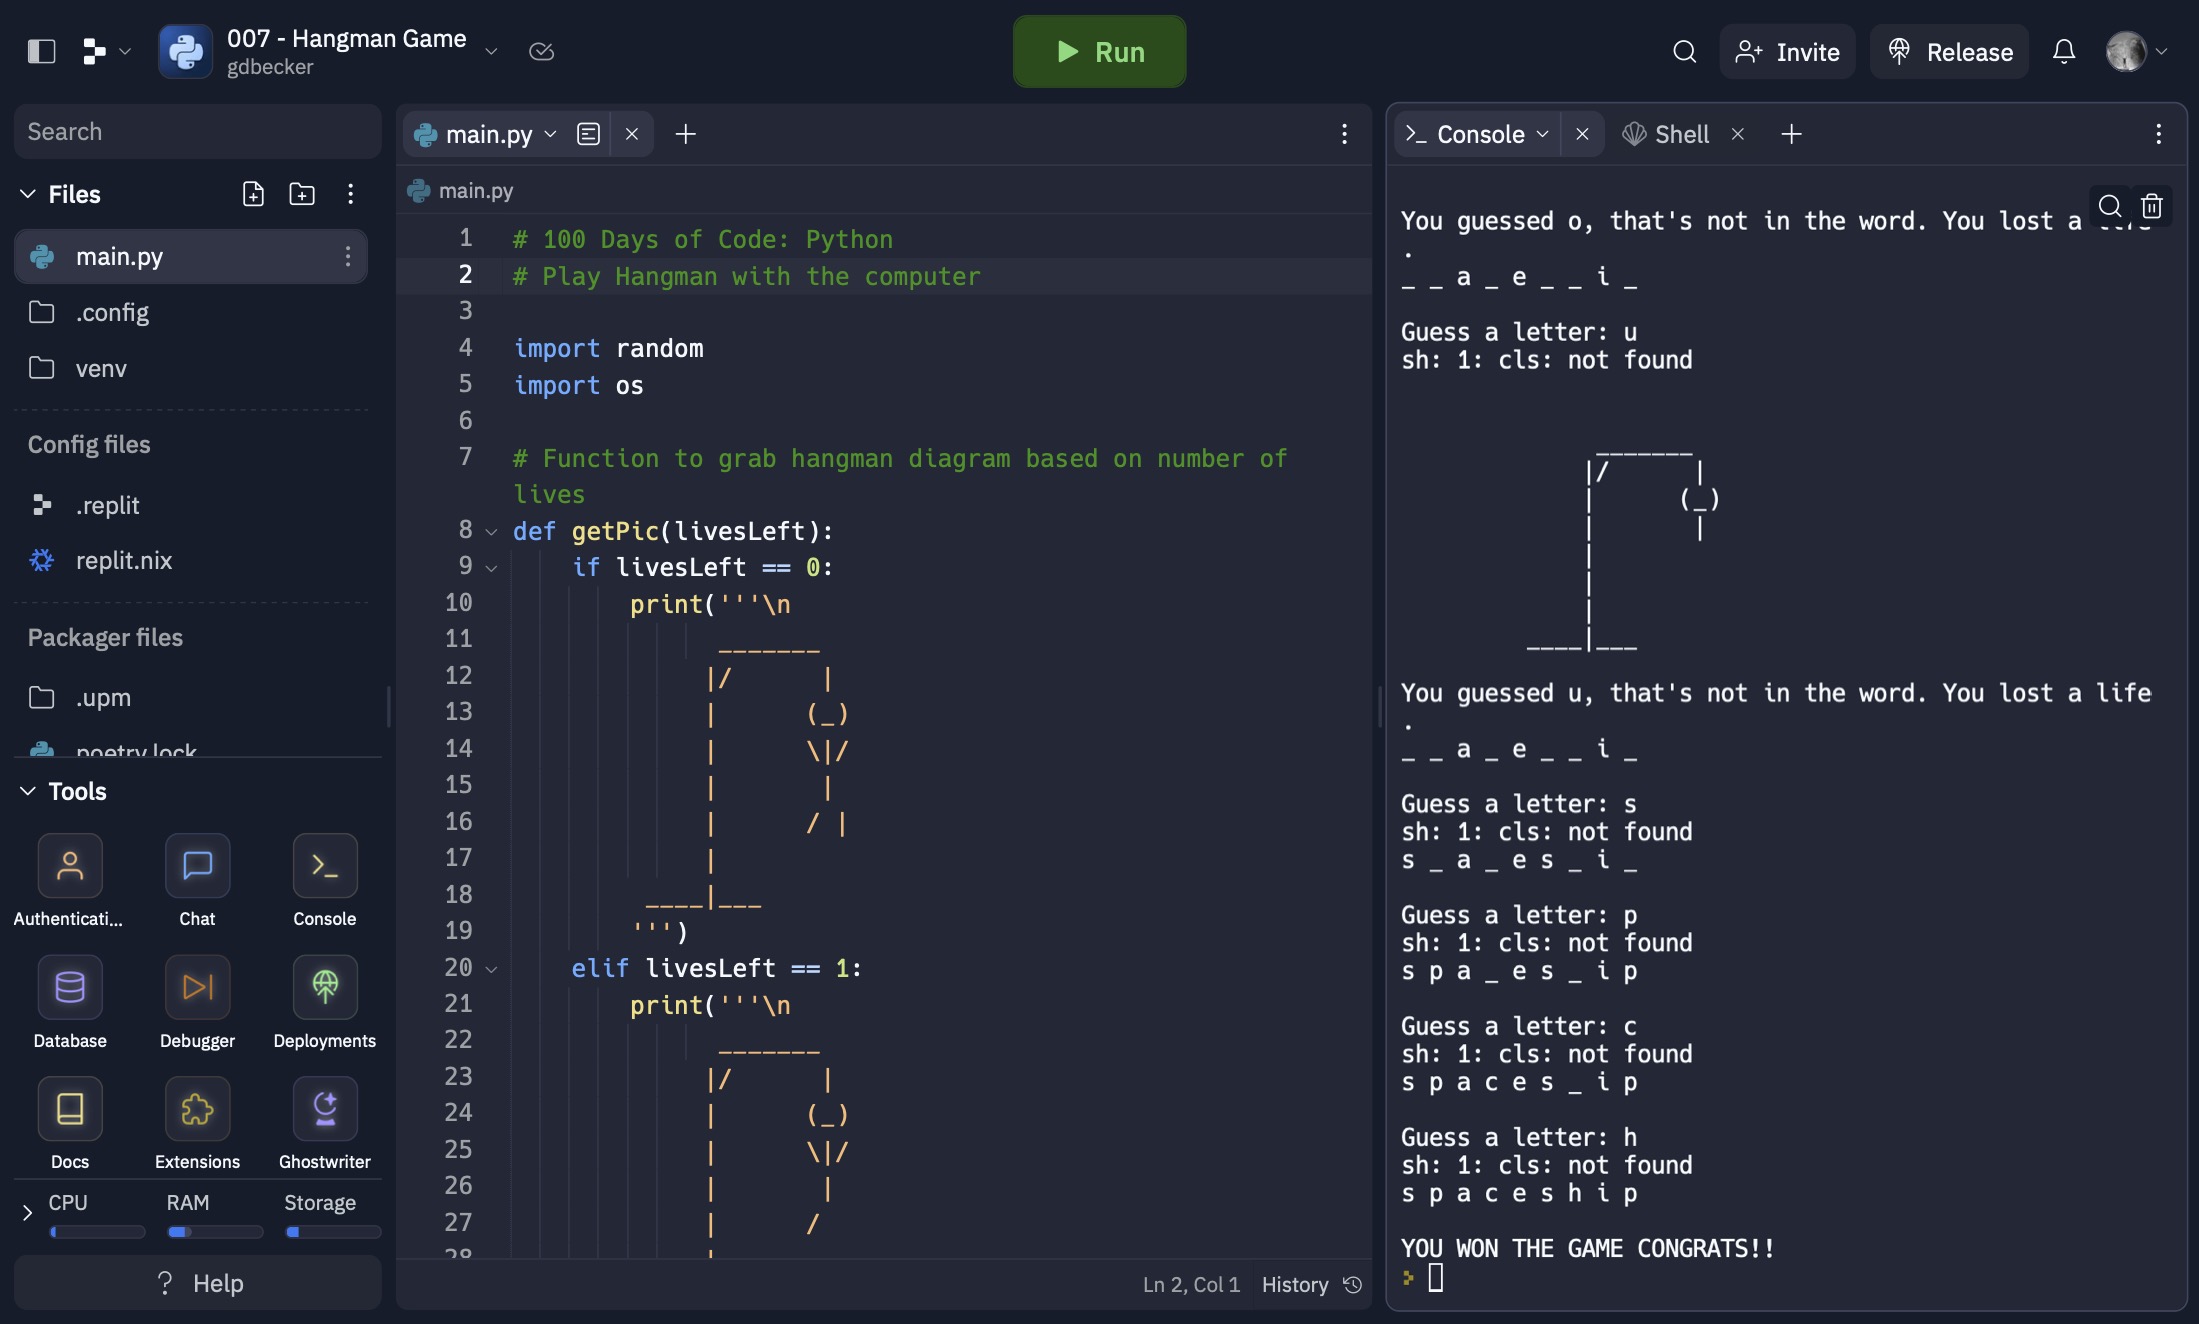 007 - Hangman Game
gdbecker
Run
Invite
Release
Search
Files
main.py
.config
venv
Config files
.replit
replit.nix
Packager files
.upm
poetry.lock
Tools
Authenticati...
Chat
Console
Database
Debugger
Deployments
Docs
Extensions
Ghostwriter
CPU
RAM
Storage
? Help
main.py
main.py
1 # 100 Days of Code: Python
2 # Play Hangman with the computer
3
4 import random
5 import os
6
7 # Function to grab hangman diagram based on number of
lives
8 def getPic(livesLeft):
9     if livesLeft == 0:
10         print('''\n
11               _______
12              |/      |
13              |      (_)
14              |      \|/
15              |       |
16              |      / |
17              |
18          ____|___
19         ''')
20     elif livesLeft == 1:
21         print('''\n
22               _______
23              |/      |
24              |      (_)
25              |      \|/
26              |       |
27              |      /
28              |
Ln 2, Col 1 History
>_ Console
Shell
You guessed o, that's not in the word. You lost a life
.
_ _ a _ e _ _ i _
Guess a letter: u
sh: 1: cls: not found
_______
|/      |
|      (_)
|       |
|
|
|
____|___
You guessed u, that's not in the word. You lost a life
.
_ _ a _ e _ _ i _
Guess a letter: s
sh: 1: cls: not found
s _ a _ e s _ i _
Guess a letter: p
sh: 1: cls: not found
s p a _ e s _ i p
Guess a letter: c
sh: 1: cls: not found
s p a c e s _ i p
Guess a letter: h
sh: 1: cls: not found
s p a c e s h i p
YOU WON THE GAME CONGRATS!!